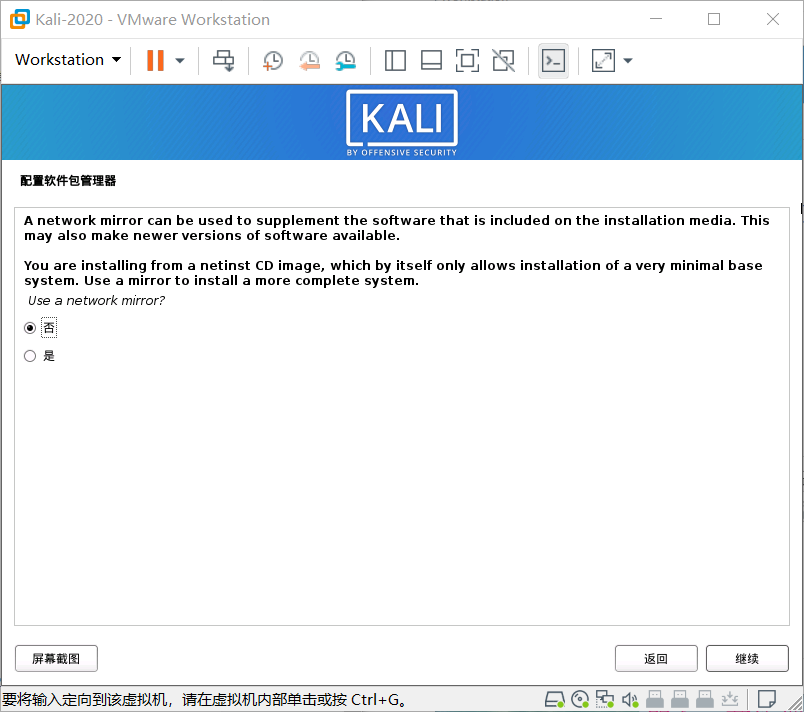 Kali-2020 - VMware Workstation
Workstation
KALI
BY OFFENSIVE SECURITY
配置软件包管理器
A network mirror can be used to supplement the software that is included on the installation media. This
may also make newer versions of software available.
You are installing from a netinst CD image, which by itself only allows installation of a very minimal base
system. Use a mirror to install a more complete system.
Use a network mirror?
否
是
屏幕截图
返回
继续
要将输入定向到该虚拟机，请在虚拟机内部单击或按 Ctrl+G。